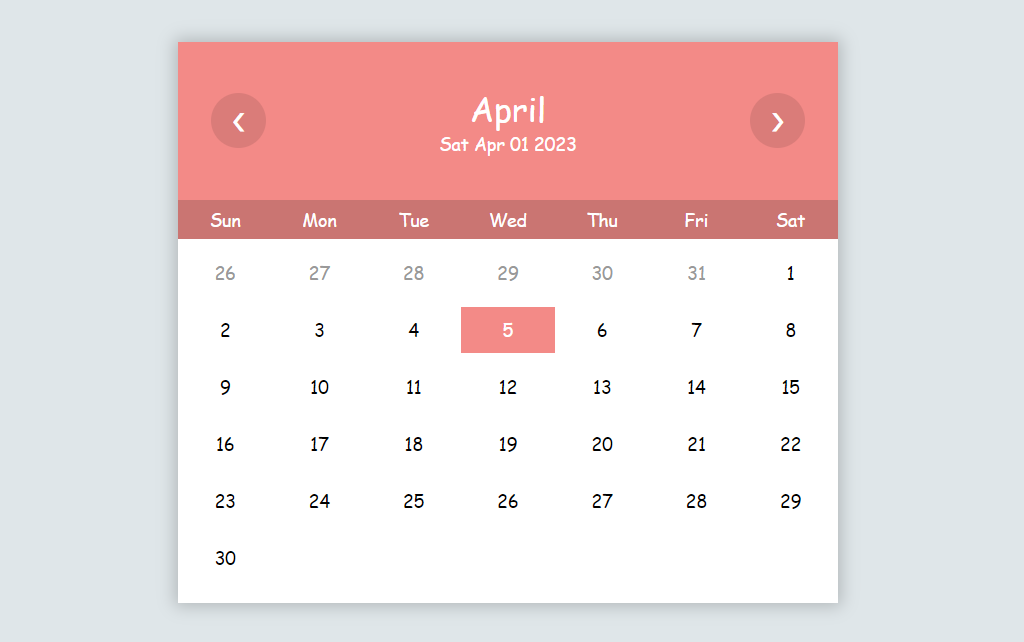 ❮ April ❯
Sat Apr 01 2023
Sun Mon Tue Wed Thu Fri Sat
26 27 28 29 30 31 1
2 3 4 5 6 7 8
9 10 11 12 13 14 15
16 17 18 19 20 21 22
23 24 25 26 27 28 29
30